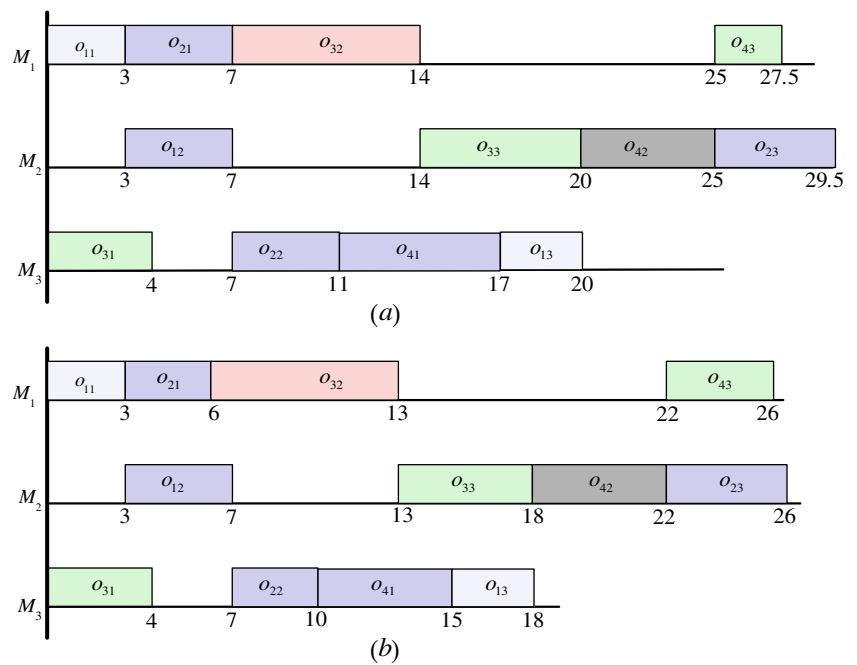 M₁ o₁₁ o₂₁ o₃₂ o₄₃
3 7 14 25 27.5
M₂ o₁₂ o₃₃ o₄₂ o₂₃
3 7 14 20 25 29.5
M₃ o₃₁ o₂₂ o₄₁ o₁₃
4 7 11 17 20
(a)
M₁ o₁₁ o₂₁ o₃₂ o₄₃
3 6 13 22 26
M₂ o₁₂ o₃₃ o₄₂ o₂₃
3 7 13 18 22 26
M₃ o₃₁ o₂₂ o₄₁ o₁₃
4 7 10 15 18
(b)